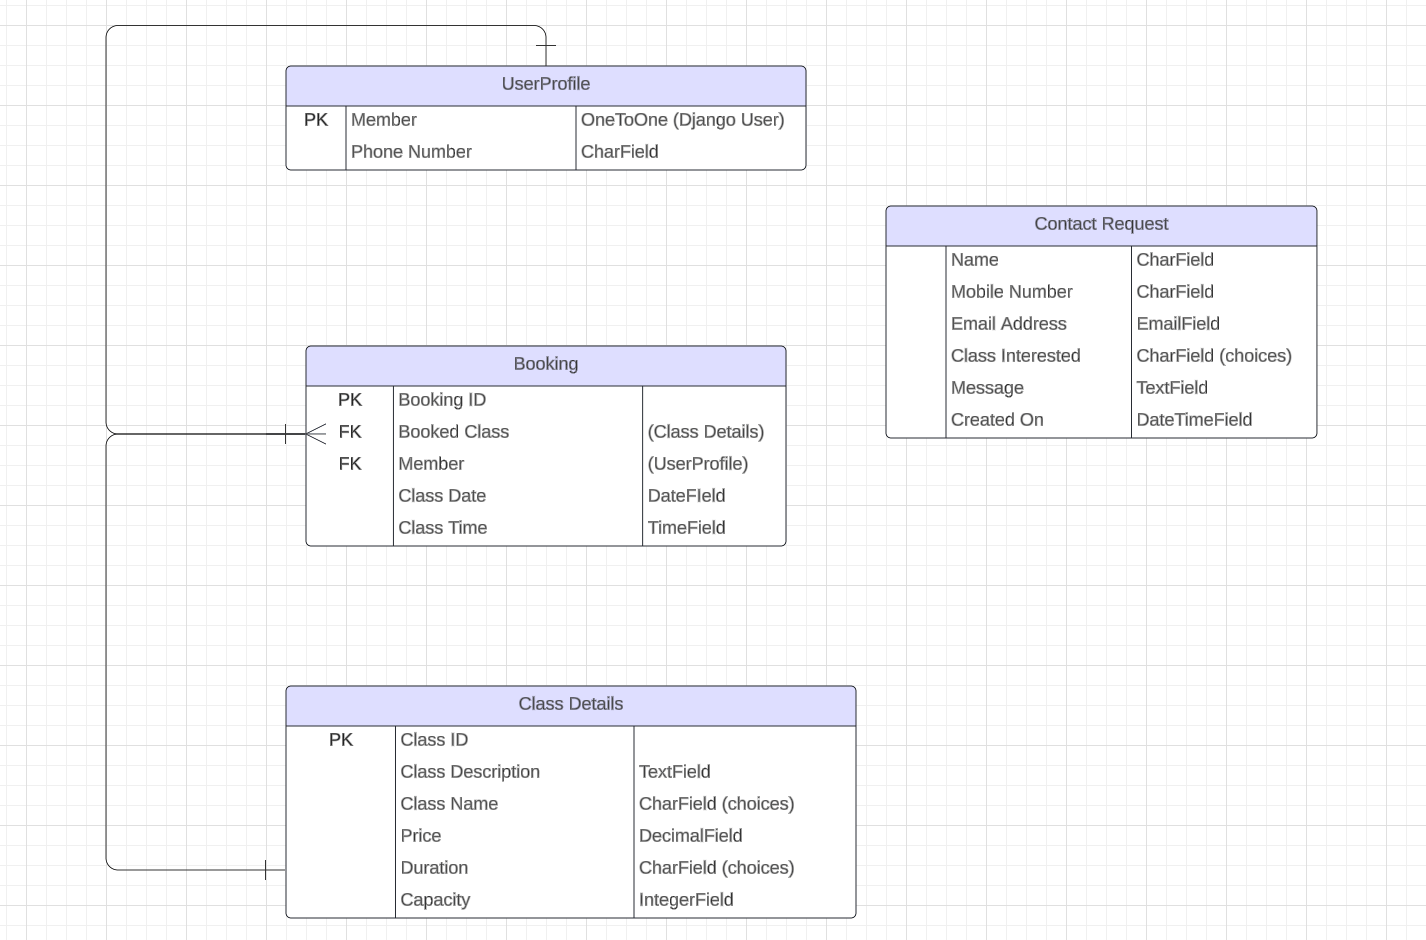 UserProfile
PK Member OneToOne (Django User)
Phone Number CharField
Contact Request
Name CharField
Mobile Number CharField
Email Address EmailField
Class Interested CharField (choices)
Message TextField
Created On DateTimeField
Booking
PK Booking ID
FK Booked Class (Class Details)
FK Member (UserProfile)
Class Date DateFIeld
Class Time TimeField
Class Details
PK Class ID
Class Description TextField
Class Name CharField (choices)
Price DecimalField
Duration CharField (choices)
Capacity IntegerField